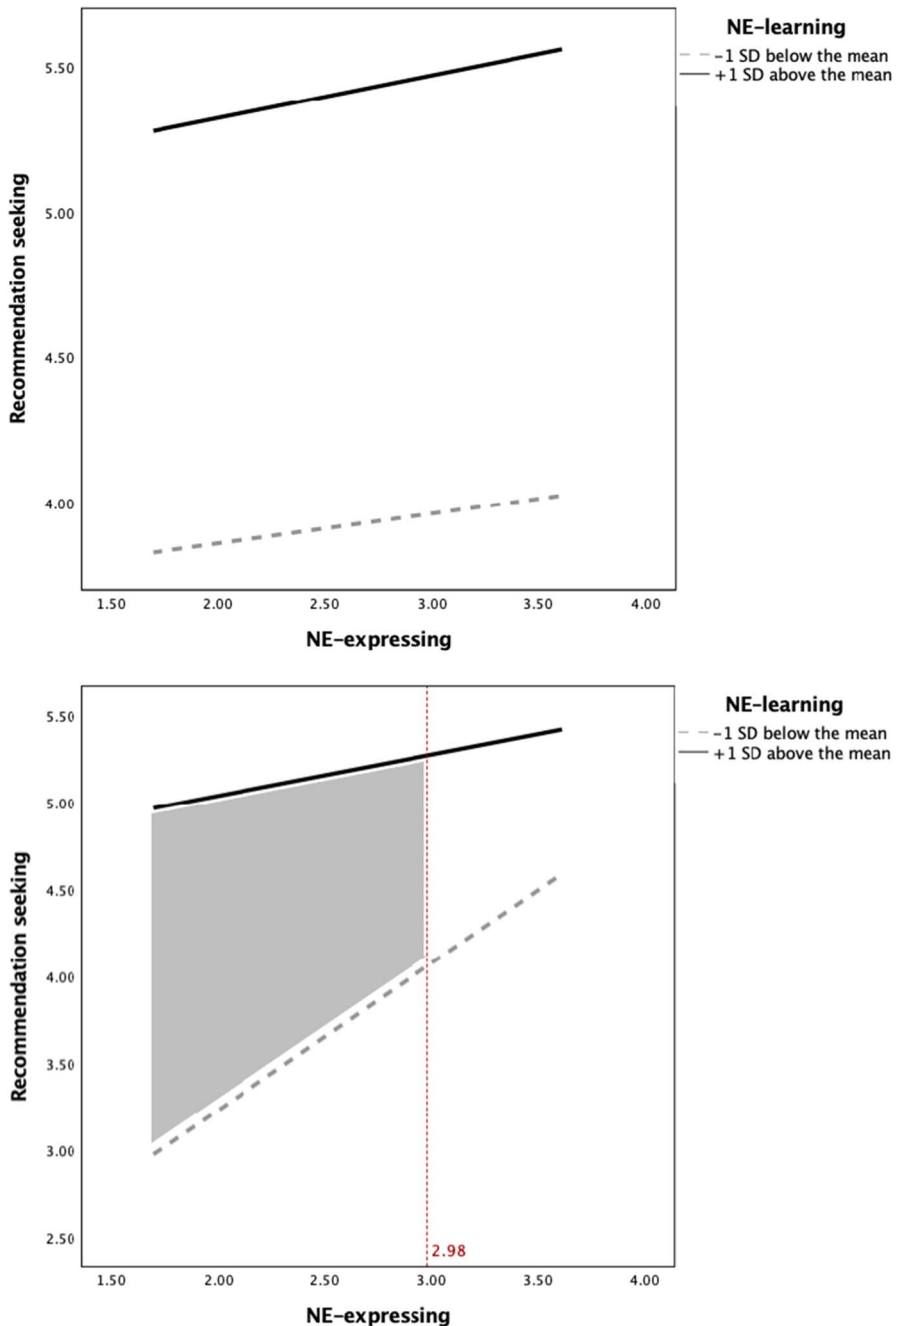 NE-learning
-1 SD below the mean
+1 SD above the mean
5.50
5.00
4.50
4.00
Recommendation seeking
1.50 2.00 2.50 3.00 3.50 4.00
NE-expressing
NE-learning
-1 SD below the mean
+1 SD above the mean
5.50
5.00
4.50
4.00
3.50
3.00
2.50
Recommendation seeking
2.98
1.50 2.00 2.50 3.00 3.50 4.00
NE-expressing